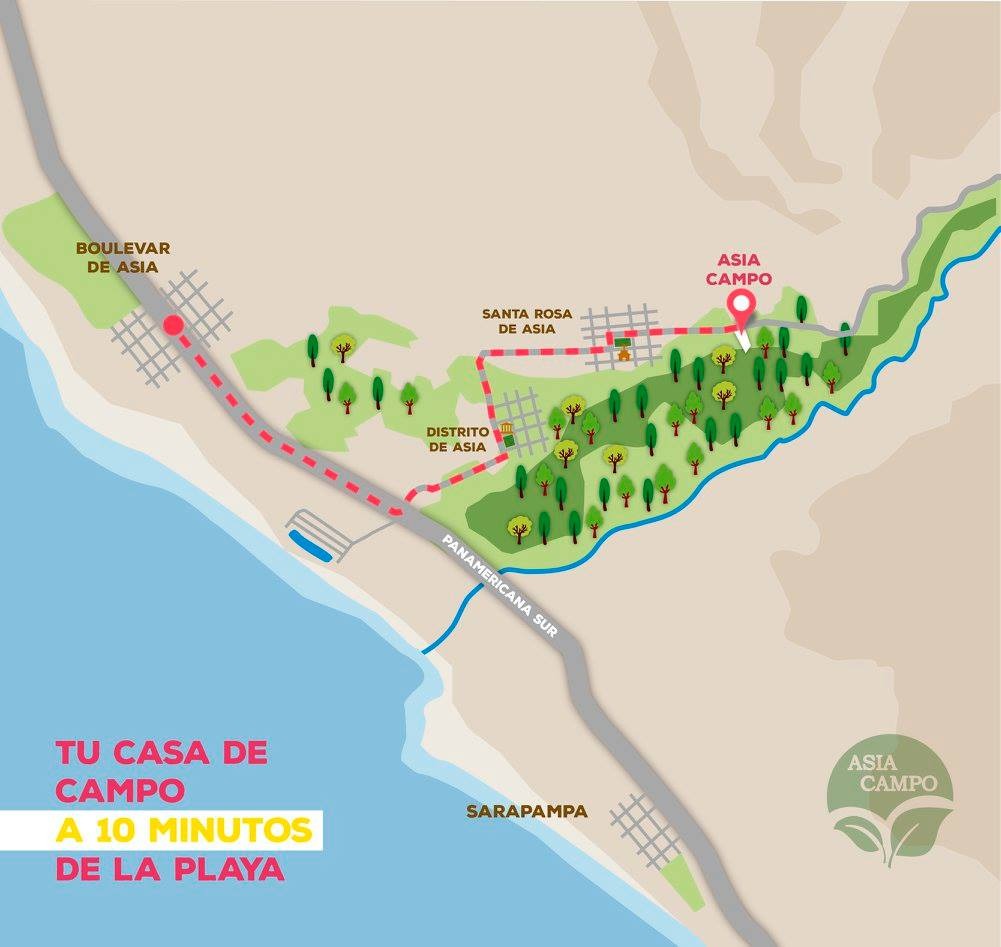 BOULEVAR
DE ASIA
ASIA
CAMPO
SANTA ROSA
DE ASIA
DISTRITO
DE ASIA
PANAMERICANA SUR
TU CASA DE
CAMPO
A 10 MINUTOS
DE LA PLAYA
SARAPAMPA
ASIA
CAMPO